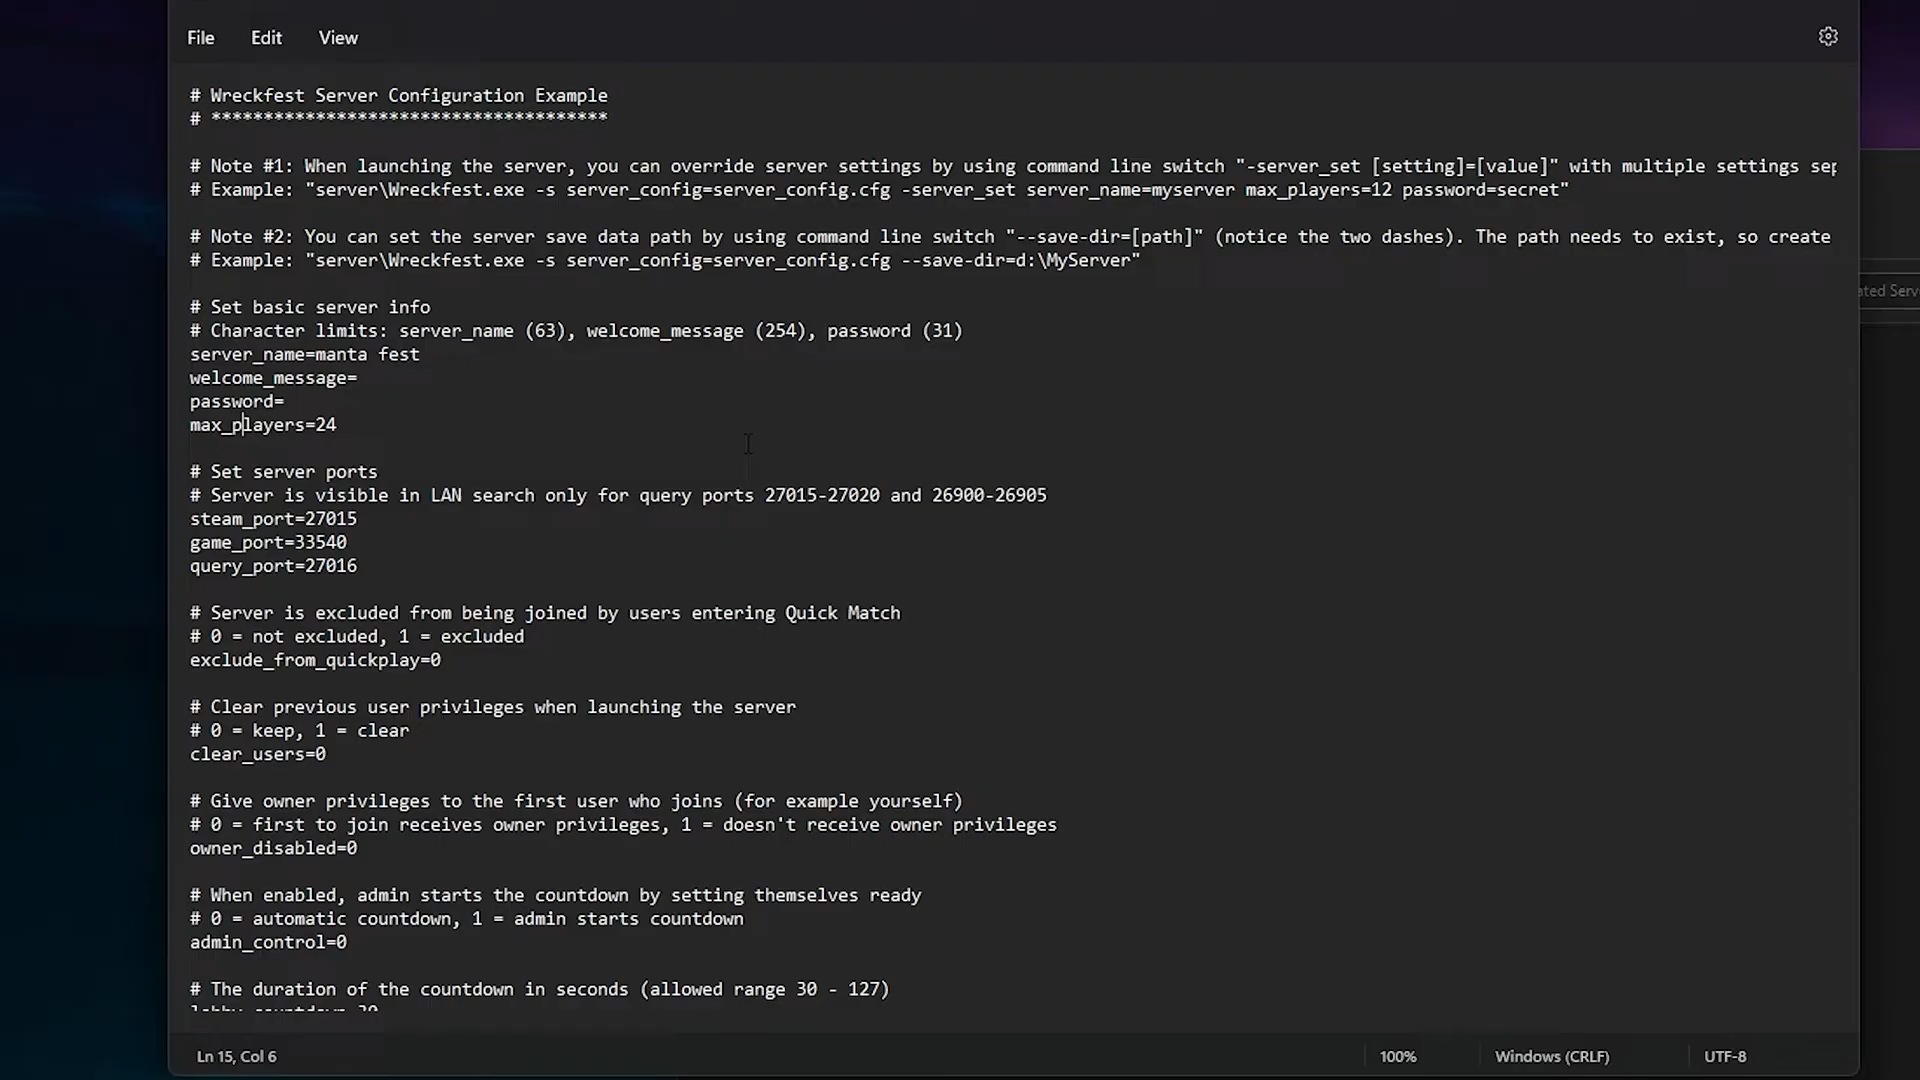 File Edit View
# Wreckfest Server Configuration Example
# **************************************
# Note #1: When launching the server, you can override server settings by using command line switch "-server_set [setting]=[value]" with multiple settings
# Example: "server\Wreckfest.exe -s server_config=server_config.cfg -server_set server_name=myserver max_players=12 password=secret"
# Note #2: You can set the server save data path by using command line switch "--save-dir=[path]" (notice the two dashes). The path needs to exist, so create
# Example: "server\Wreckfest.exe -s server_config=server_config.cfg --save-dir=d:\MyServer"
# Set basic server info
# Character limits: server_name (63), welcome_message (254), password (31)
server_name=manta fest
welcome_message=
password=
max_players=24
# Set server ports
# Server is visible in LAN search only for query ports 27015-27020 and 26900-26905
steam_port=27015
game_port=33540
query_port=27016
# Server is excluded from being joined by users entering Quick Match
# 0 = not excluded, 1 = excluded
exclude_from_quickplay=0
# Clear previous user privileges when launching the server
# 0 = keep, 1 = clear
clear_users=0
# Give owner privileges to the first user who joins (for example yourself)
# 0 = first to join receives owner privileges, 1 = doesn't receive owner privileges
owner_disabled=0
# When enabled, admin starts the countdown by setting themselves ready
# 0 = automatic countdown, 1 = admin starts countdown
admin_control=0
# The duration of the countdown in seconds (allowed range 30 - 127)
Ln 15, Col 6 100% Windows (CRLF) UTF-8